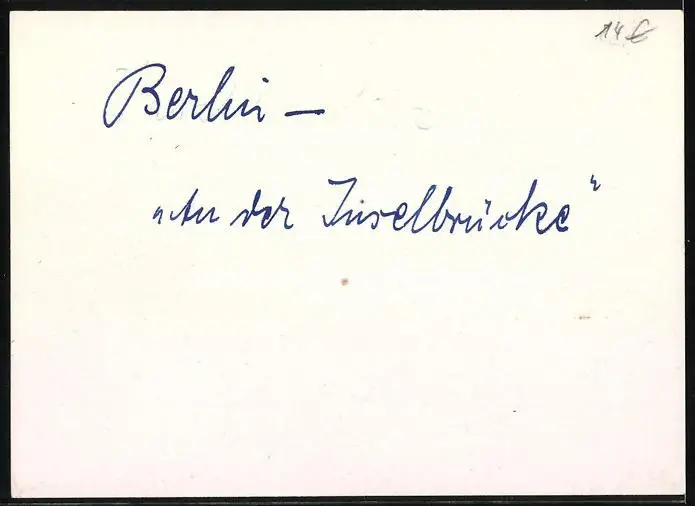 14 €
Berlin –
„An der Inselbrücke“